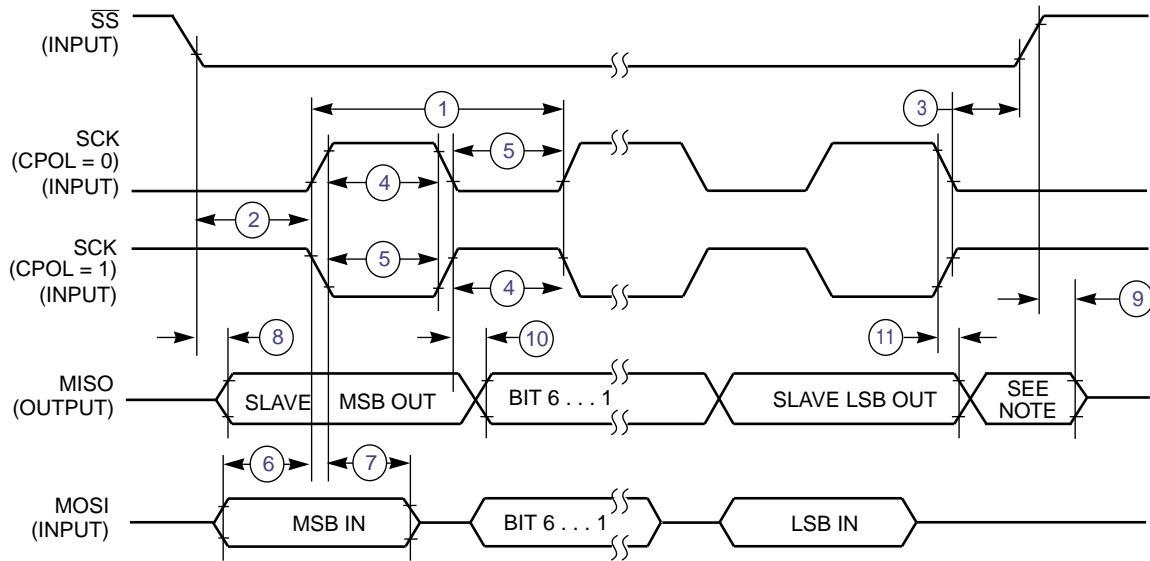 SS
(INPUT)
1
3
SCK
(CPOL = 0)
(INPUT)
5
4
2
SCK
(CPOL = 1)
(INPUT)
5
4
9
8
10
11
MISO
(OUTPUT)
SLAVE
MSB OUT
BIT 6 . . . 1
SLAVE LSB OUT
SEE
NOTE
6
7
MOSI
(INPUT)
MSB IN
BIT 6 . . . 1
LSB IN